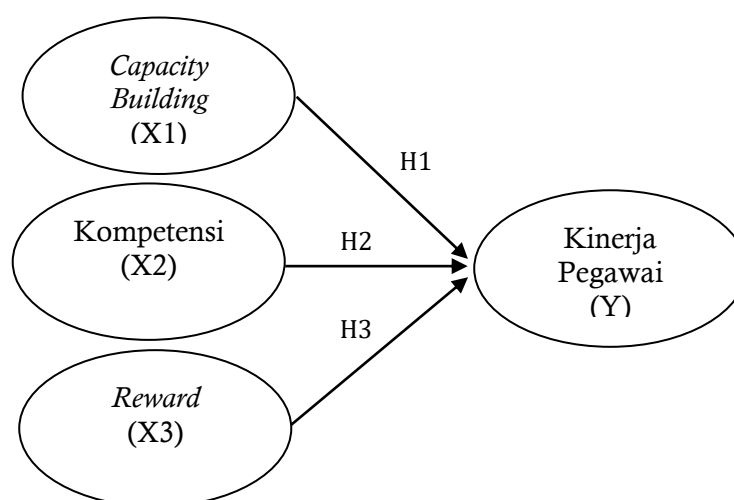 Capacity
Building
(X1)
H1
Kompetensi
(X2)
H2
Kinerja
Pegawai
(Y)
H3
Reward
(X3)